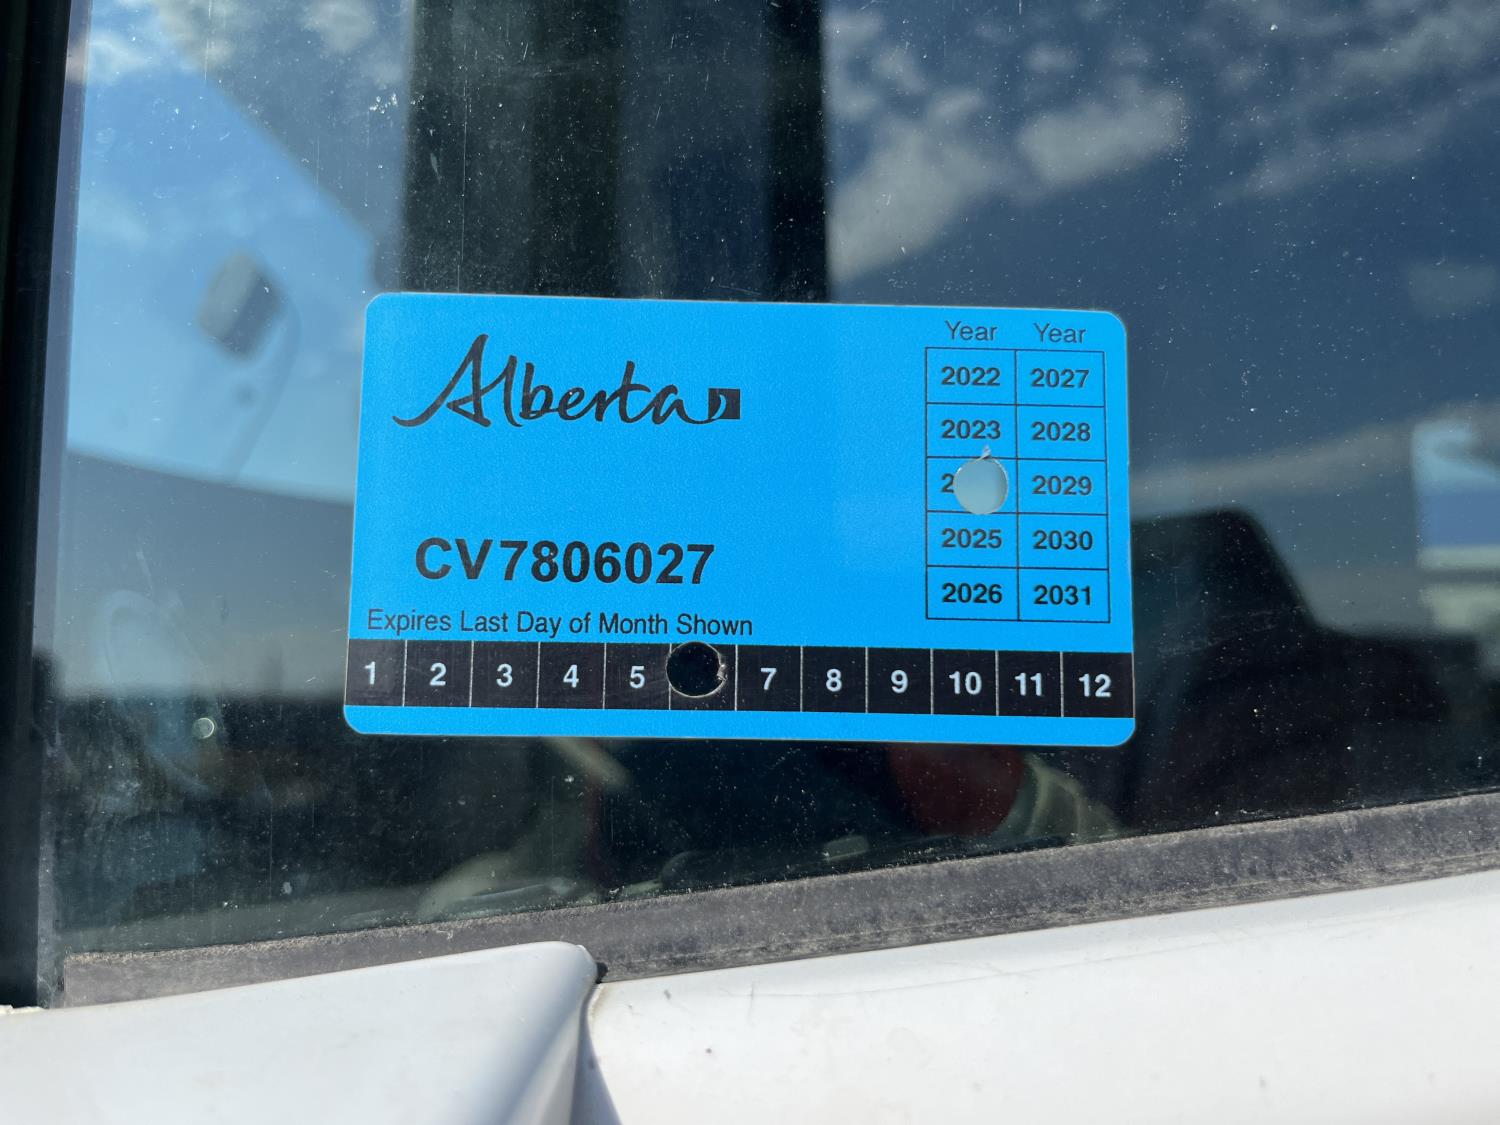 Alberta
Year Year
2022 2027
2023 2028
2029
2025 2030
2026 2031
CV7806027
Expires Last Day of Month Shown
1 2 3 4 5 7 8 9 10 11 12